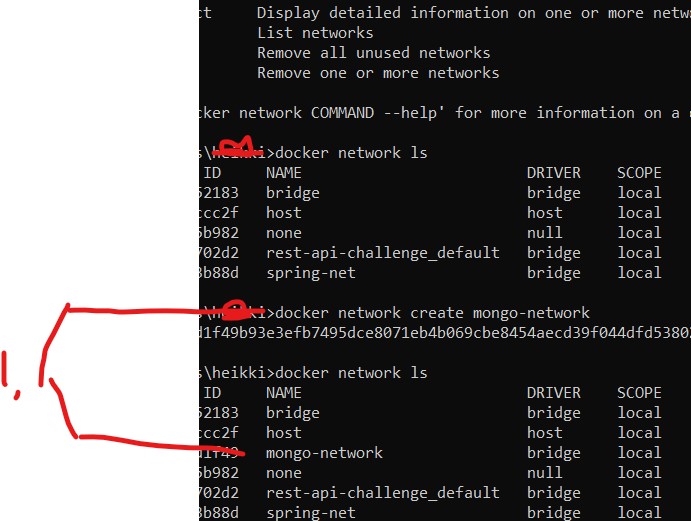 ct Display detailed information on one or more netw
List networks
Remove all unused networks
Remove one or more networks
cker network COMMAND --help' for more information on a
s\heikki>docker network ls
ID NAME DRIVER SCOPE
52183 bridge bridge local
ccc2f host host local
5b982 none null local
702d2 rest-api-challenge_default bridge local
3b88d spring-net bridge local
s\heikki>docker network create mongo-network
d1f49b93e3efb7495dce8071eb4b069cbe8454aecd39f044dfd5380
s\heikki>docker network ls
ID NAME DRIVER SCOPE
52183 bridge bridge local
ccc2f host host local
1,
d1f49 mongo-network bridge local
5b982 none null local
702d2 rest-api-challenge_default bridge local
3b88d spring-net bridge local